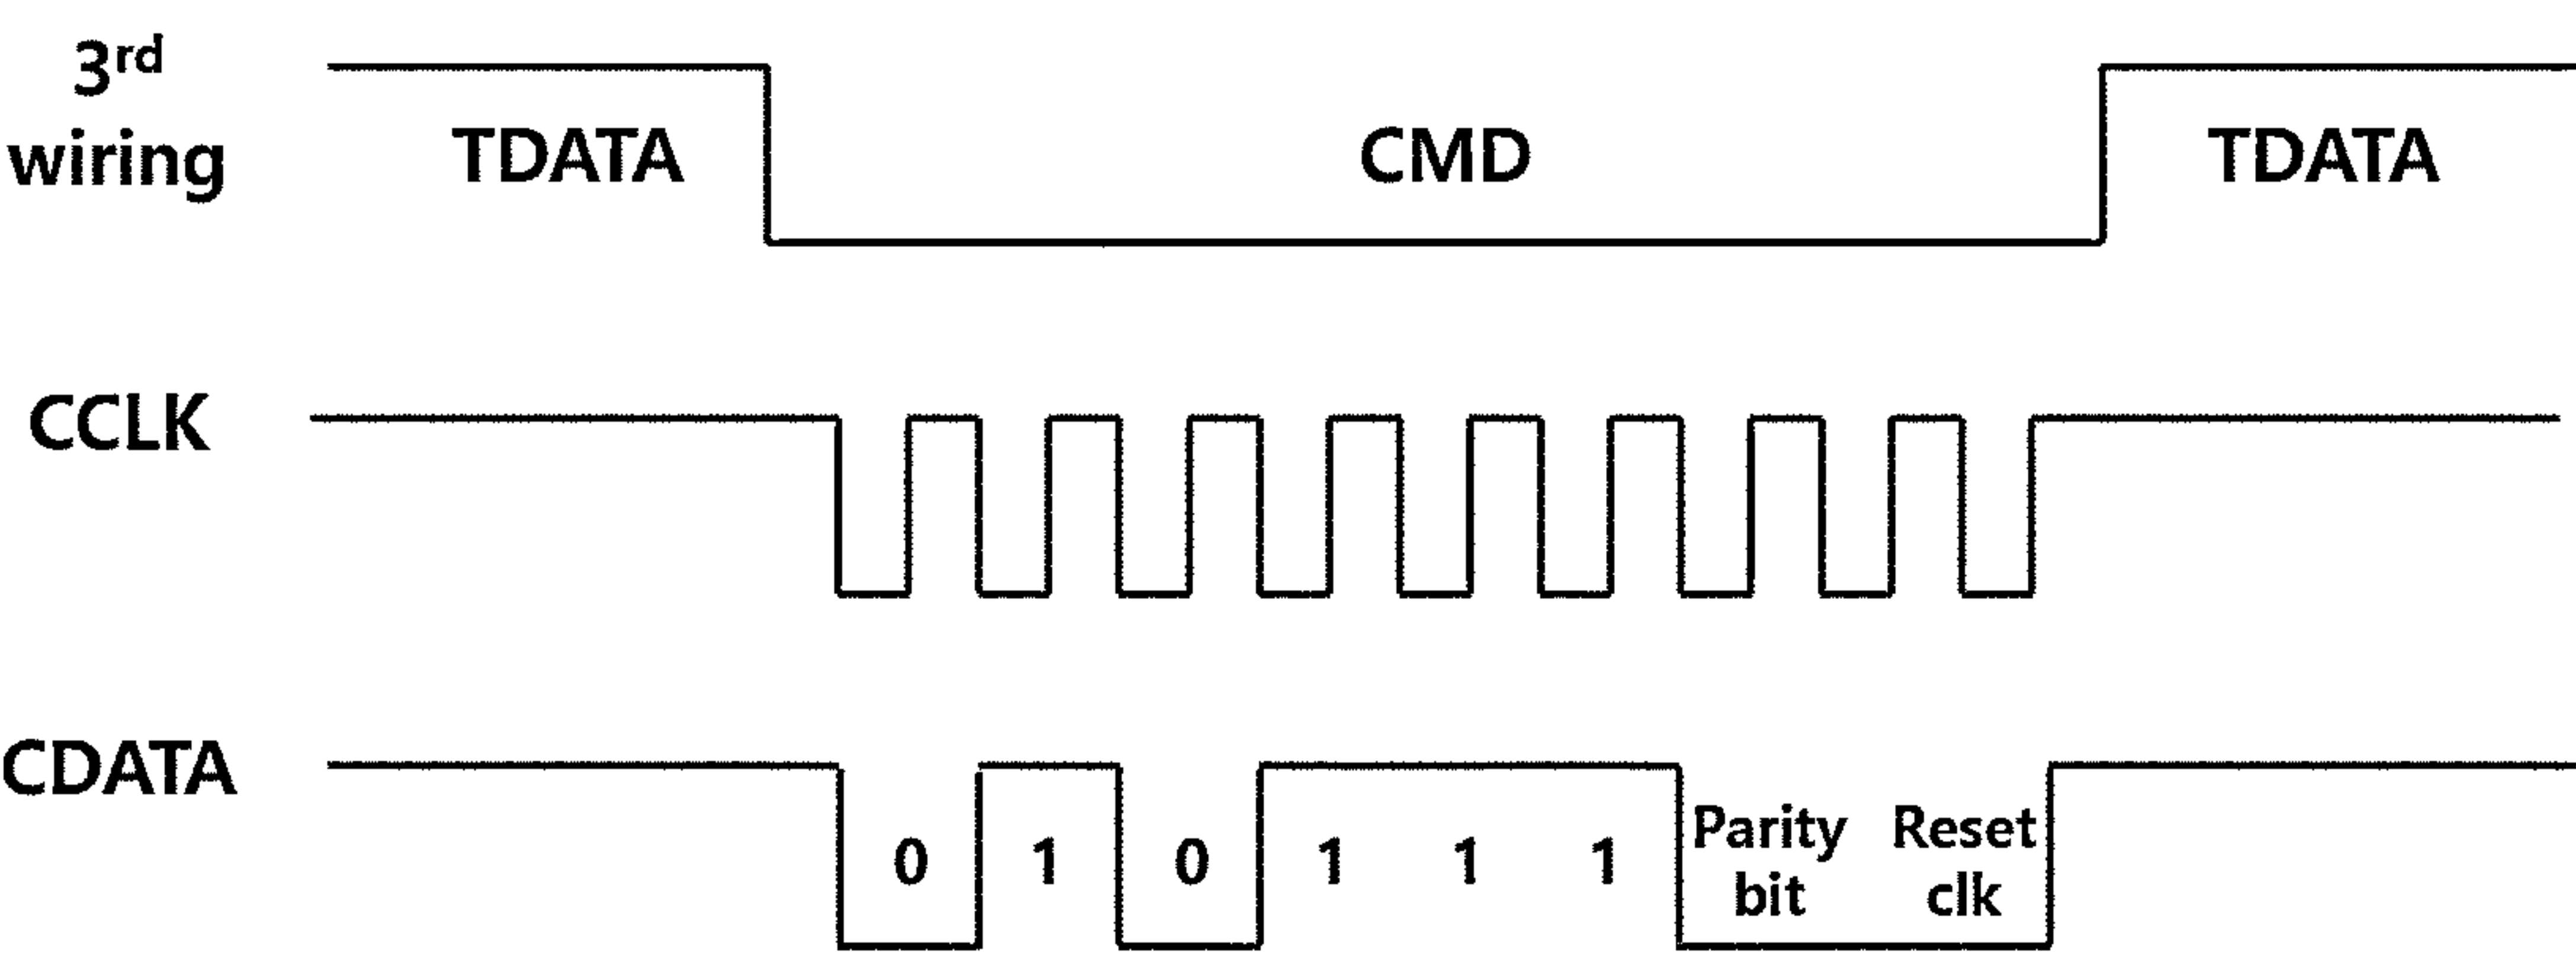 3rd
wiring
TDATA
CMD
TDATA
CCLK
CDATA
0 1 0 1 1 1
Parity
bit
Reset
clk